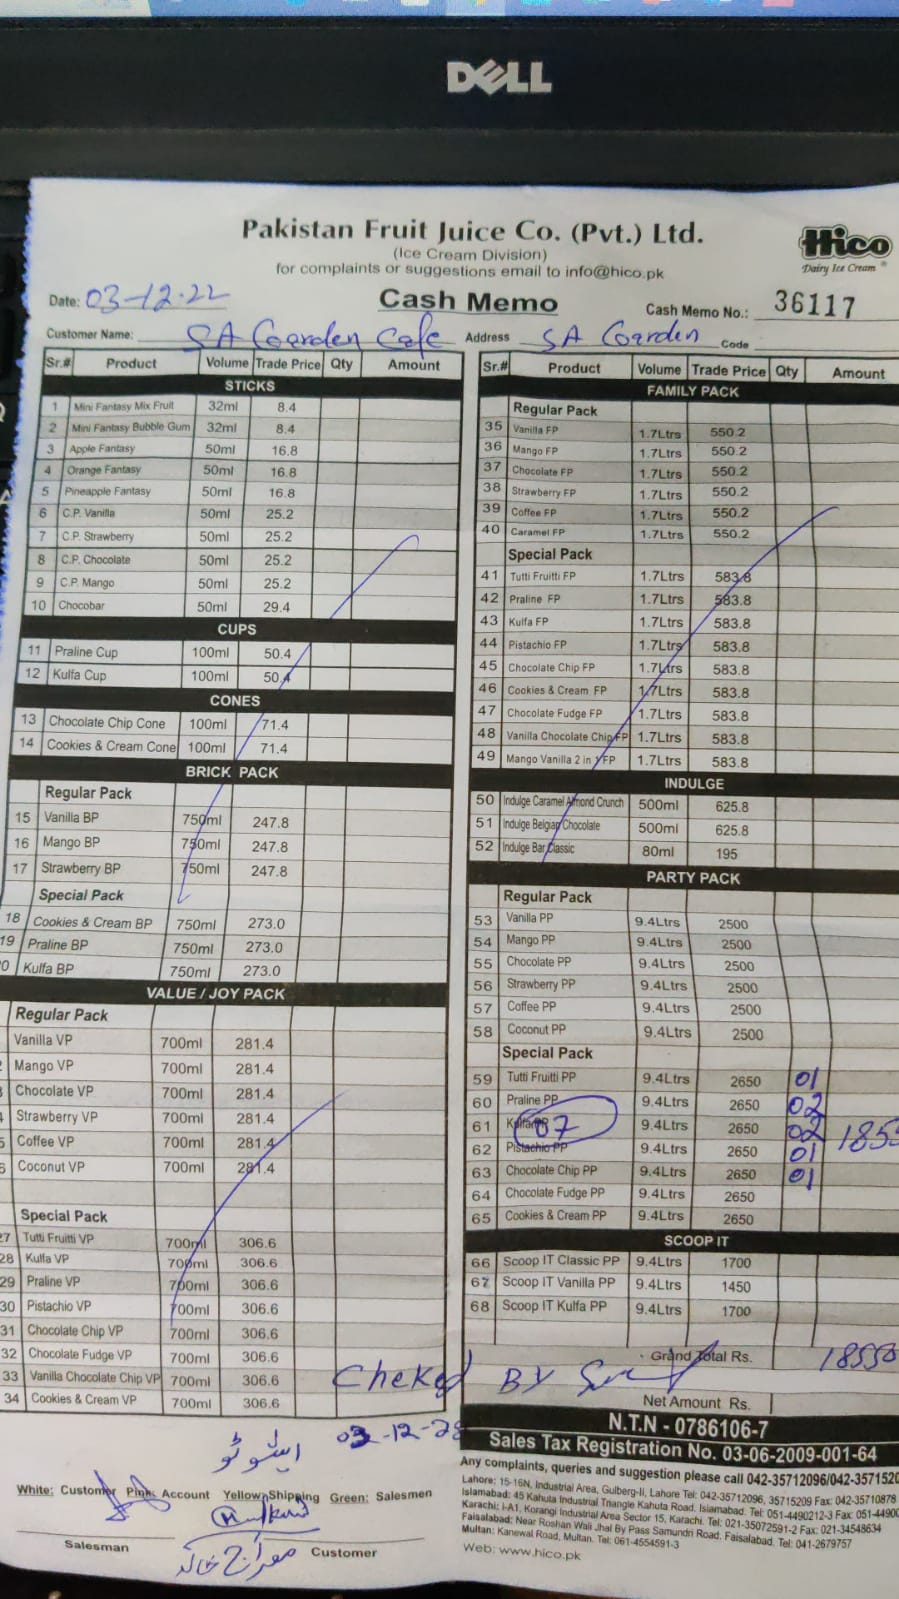 DELL
Pakistan Fruit Juice Co. (Pvt.) Ltd.
(Ice Cream Division)
for complaints or suggestions email to info@hico.pk
Hico
Dairy Ice Cream
Date: 03-12-22
Cash Memo
Cash Memo No.: 36117
Customer Name: SA Garden Cafe Address SA Garden Code
Sr.# Product Volume Trade Price Qty Amount
STICKS
1 Mini Fantasy Mix Fruit 32ml 8.4
2 Mini Fantasy Bubble Gum 32ml 8.4
3 Apple Fantasy 50ml 16.8
4 Orange Fantasy 50ml 16.8
5 Pineapple Fantasy 50ml 16.8
6 C.P. Vanilla 50ml 25.2
7 C.P. Strawberry 50ml 25.2
8 C.P. Chocolate 50ml 25.2
9 C.P. Mango 50ml 25.2
10 Chocobar 50ml 29.4
CUPS
11 Praline Cup 100ml 50.4
12 Kulfa Cup 100ml 50.4
CONES
13 Chocolate Chip Cone 100ml 71.4
14 Cookies & Cream Cone 100ml 71.4
BRICK PACK
Regular Pack
15 Vanilla BP 750ml 247.8
16 Mango BP 750ml 247.8
17 Strawberry BP 750ml 247.8
Special Pack
18 Cookies & Cream BP 750ml 273.0
19 Praline BP 750ml 273.0
0 Kulfa BP 750ml 273.0
VALUE / JOY PACK
Regular Pack
Vanilla VP 700ml 281.4
Mango VP 700ml 281.4
Chocolate VP 700ml 281.4
Strawberry VP 700ml 281.4
5 Coffee VP 700ml 281.4
6 Coconut VP 700ml 281.4
Special Pack
27 Tutti Fruitti VP 700ml 306.6
28 Kulfa VP 700ml 306.6
29 Praline VP 700ml 306.6
30 Pistachio VP 700ml 306.6
31 Chocolate Chip VP 700ml 306.6
32 Chocolate Fudge VP 700ml 306.6
33 Vanilla Chocolate Chip VP 700ml 306.6
34 Cookies & Cream VP 700ml 306.6
Sr.# Product Volume Trade Price Qty Amount
FAMILY PACK
Regular Pack
35 Vanilla FP 1.7Ltrs 550.2
36 Mango FP 1.7Ltrs 550.2
37 Chocolate FP 1.7Ltrs 550.2
38 Strawberry FP 1.7Ltrs 550.2
39 Coffee FP 1.7Ltrs 550.2
40 Caramel FP 1.7Ltrs 550.2
Special Pack
41 Tutti Fruitti FP 1.7Ltrs 583.8
42 Praline FP 1.7Ltrs 583.8
43 Kulfa FP 1.7Ltrs 583.8
44 Pistachio FP 1.7Ltrs 583.8
45 Chocolate Chip FP 1.7Ltrs 583.8
46 Cookies & Cream FP 1.7Ltrs 583.8
47 Chocolate Fudge FP 1.7Ltrs 583.8
48 Vanilla Chocolate Chip FP 1.7Ltrs 583.8
49 Mango Vanilla 2 in 1 FP 1.7Ltrs 583.8
INDULGE
50 Indulge Caramel Almond Crunch 500ml 625.8
51 Indulge Belgian Chocolate 500ml 625.8
52 Indulge Bar Classic 80ml 195
PARTY PACK
Regular Pack
53 Vanilla PP 9.4Ltrs 2500
54 Mango PP 9.4Ltrs 2500
55 Chocolate PP 9.4Ltrs 2500
56 Strawberry PP 9.4Ltrs 2500
57 Coffee PP 9.4Ltrs 2500
58 Coconut PP 9.4Ltrs 2500
Special Pack
59 Tutti Fruitti PP 9.4Ltrs 2650 01
60 Praline PP 9.4Ltrs 2650 02
61 Kulfa PP 07 9.4Ltrs 2650 02 1855
62 Pistachio PP 9.4Ltrs 2650 01
63 Chocolate Chip PP 9.4Ltrs 2650 01
64 Chocolate Fudge PP 9.4Ltrs 2650
65 Cookies & Cream PP 9.4Ltrs 2650
SCOOP IT
66 Scoop IT Classic PP 9.4Ltrs 1700
67 Scoop IT Vanilla PP 9.4Ltrs 1450
68 Scoop IT Kulfa PP 9.4Ltrs 1700
Grand Total Rs. 18550
Cheked By
Net Amount Rs.
N.T.N - 0786106-7
Sales Tax Registration No. 03-06-2009-001-64
Any complaints, queries and suggestion please call 042-35712096/042-3571520
Lahore: 15-16N, Industrial Area, Gulberg-II, Lahore Tel: 042-35712096, 35715209 Fax: 042-35710878
Islamabad: 45 Kahuta Industrial Triangle Kahuta Road, Islamabad. Tel: 051-4490212-3 Fax: 051-4490
Karachi: I-A1, Korangi Industrial Area Sector 15, Karachi. Tel: 021-35072591-2 Fax: 021-34548634
Faisalabad: Near Roshan Wali Jhal By Pass Samundri Road, Faisalabad. Tel: 041-2679757
Multan: Kanewal Road, Multan. Tel: 061-4554591-3
Web: www.hico.pk
White: Customer Pink: Account Yellow: Shipping Green: Salesmen
Salesman Customer